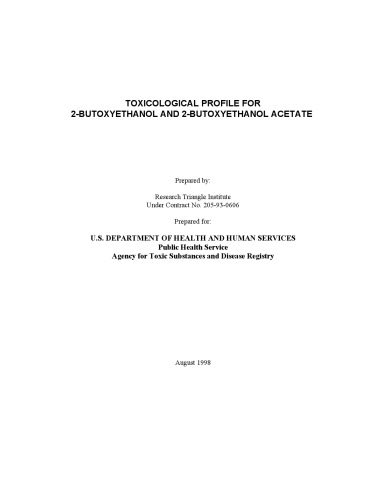 TOXICOLOGICAL PROFILE FOR
2-BUTOXYETHANOL AND 2-BUTOXYETHANOL ACETATE
Prepared by:
Research Triangle Institute
Under Contract No. 205-93-0606
Prepared for:
U.S. DEPARTMENT OF HEALTH AND HUMAN SERVICES
Public Health Service
Agency for Toxic Substances and Disease Registry
August 1998